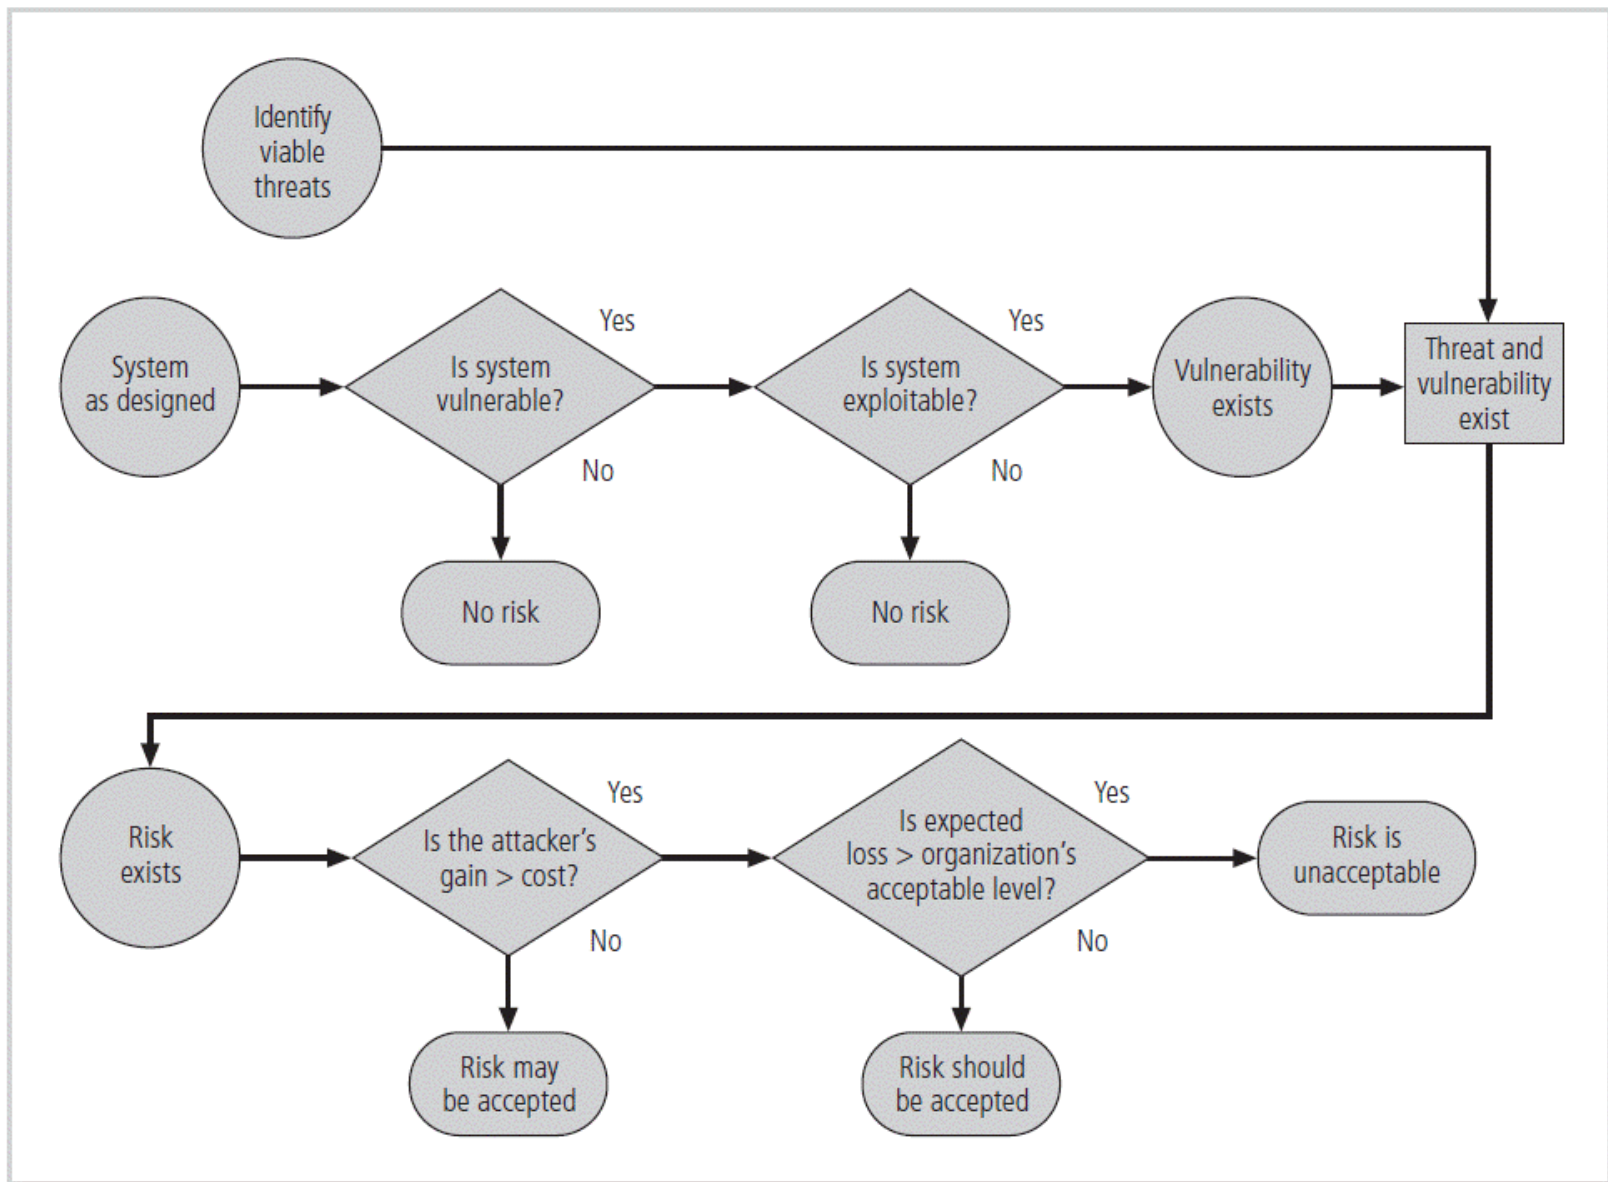 Identify
viable
threats
System
as designed
Is system
vulnerable?
Yes
No
No risk
Is system
exploitable?
Yes
No
No risk
Vulnerability
exists
Threat and
vulnerability
exist
Risk
exists
Is the attacker’s
gain > cost?
Yes
No
Risk may
be accepted
Is expected
loss > organization’s
acceptable level?
Yes
No
Risk should
be accepted
Risk is
unacceptable